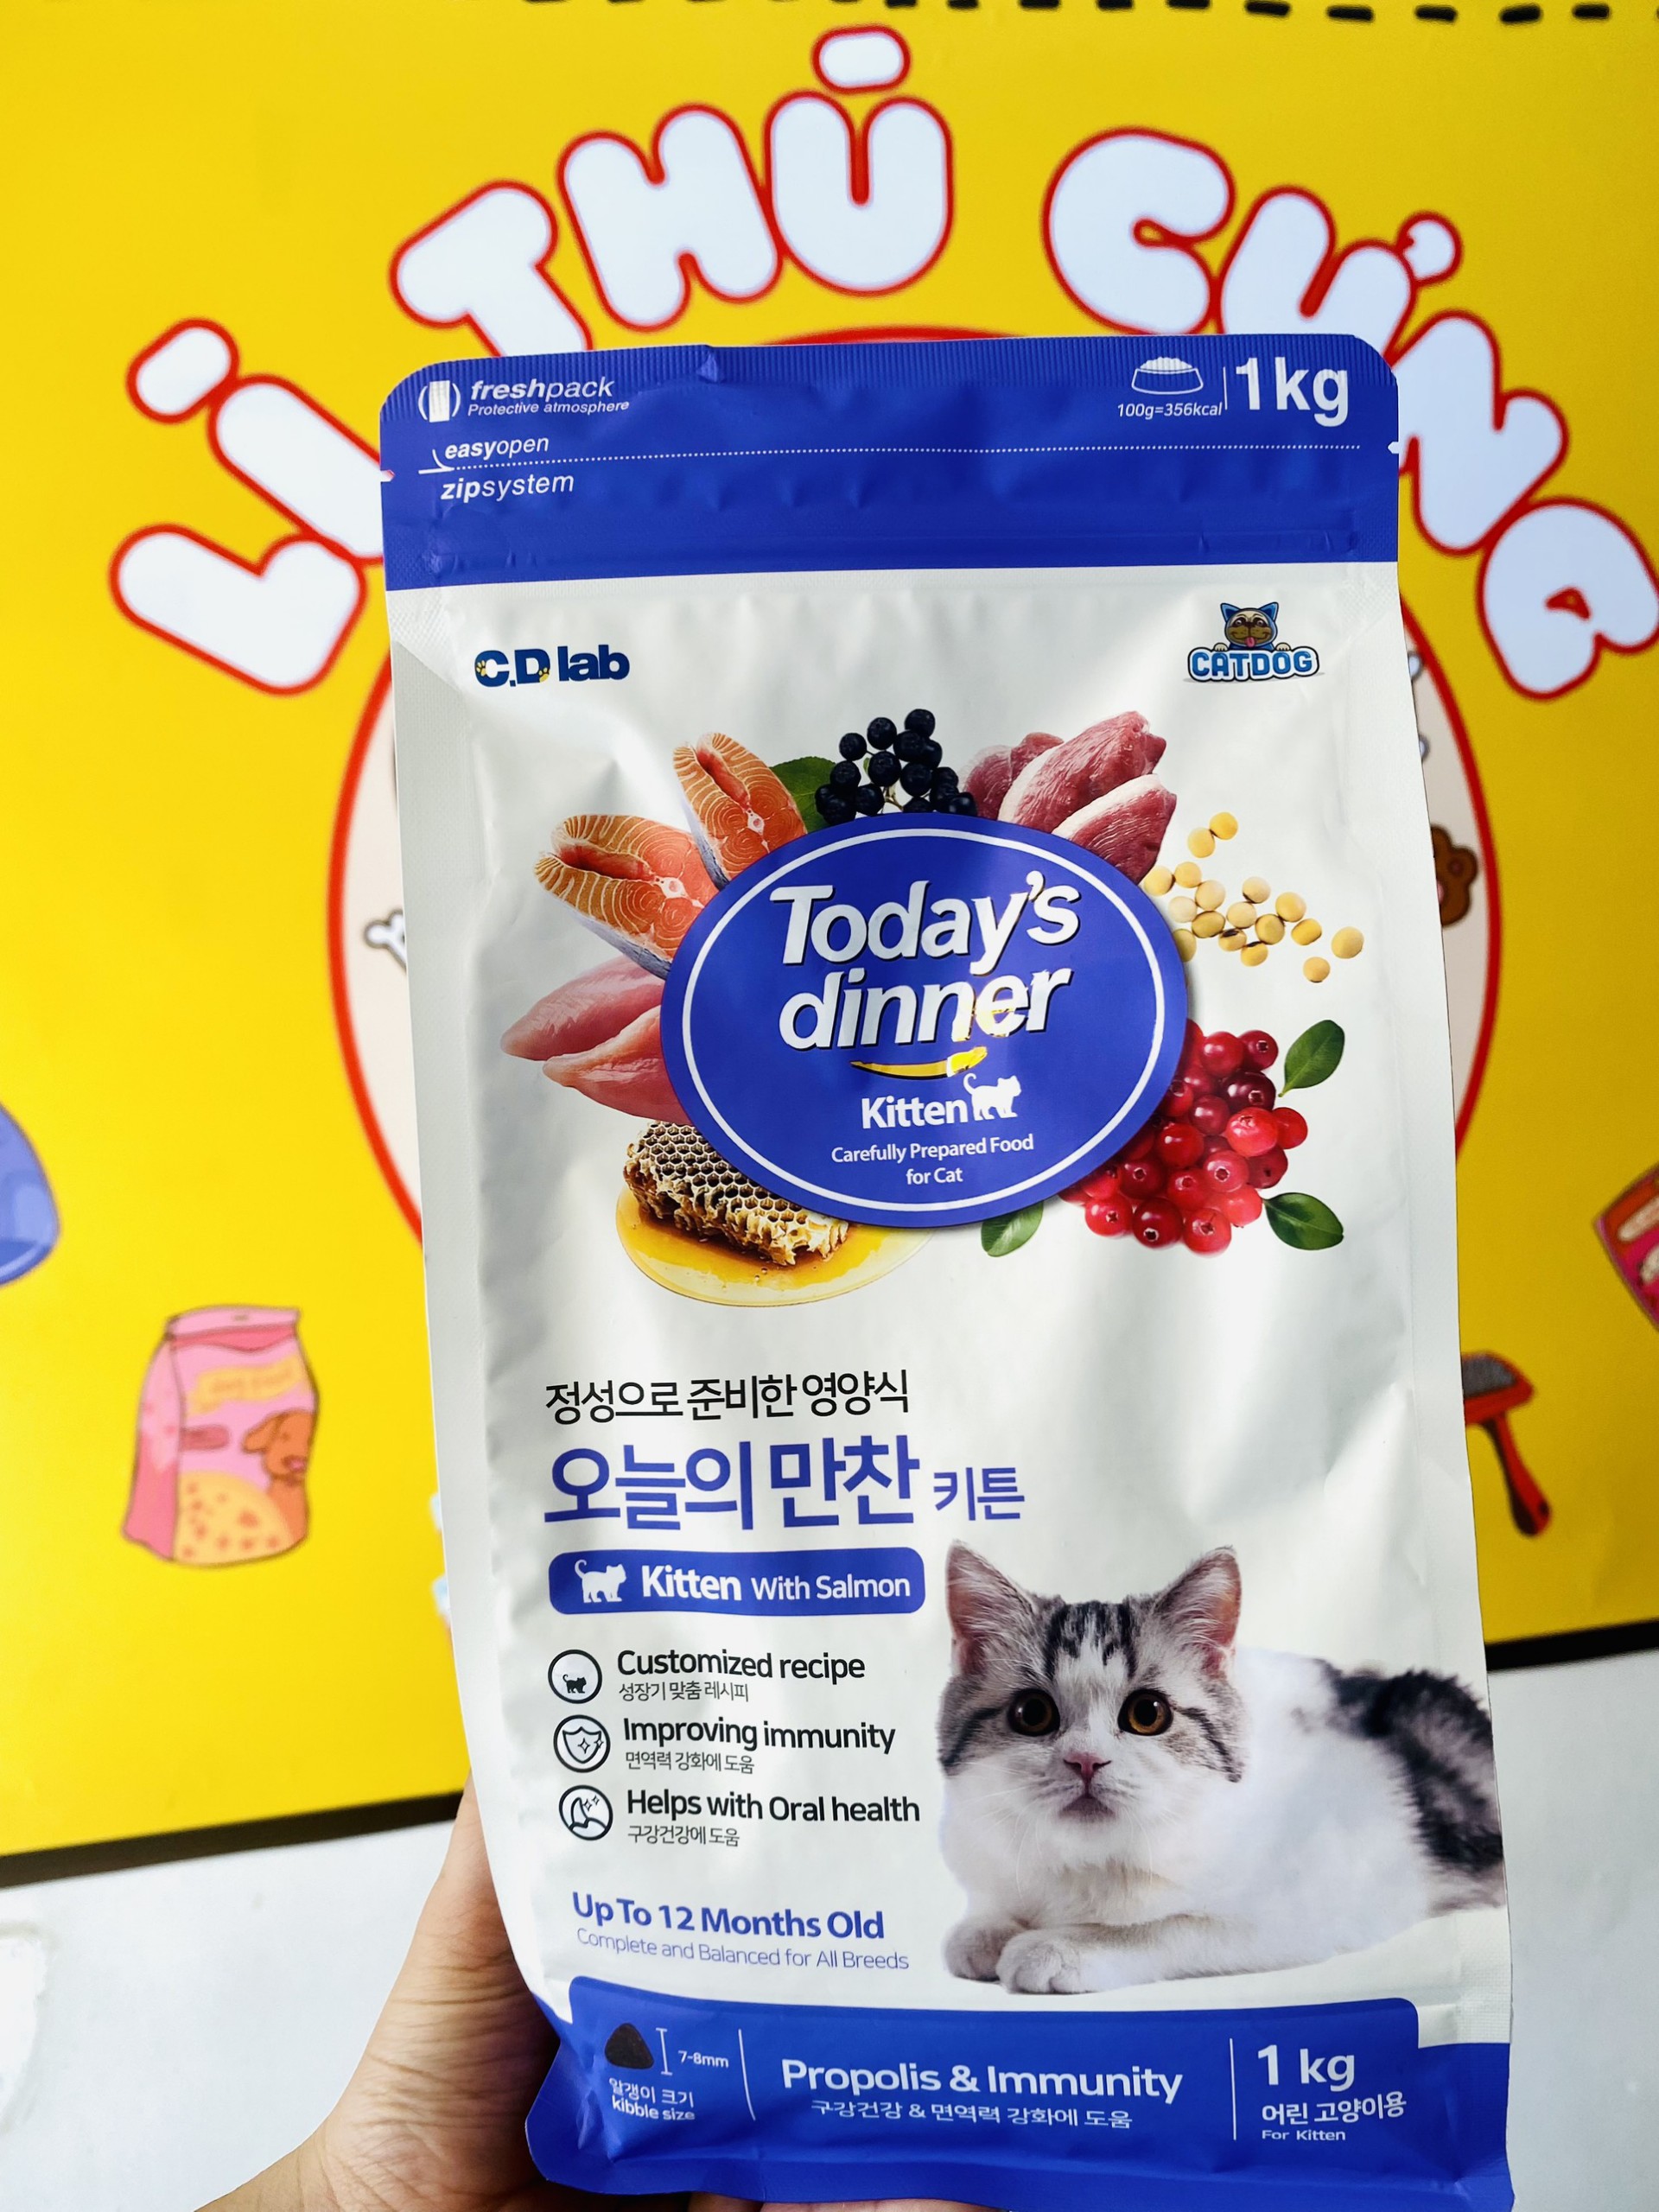 LÍ THÚ CƯNG
freshpack
Protective atmosphere
100g=356kcal
1kg
easyopen
zipsystem
C.D lab
CATDOG
Today's
dinner
Kitten
Carefully Prepared Food
for Cat
정성으로 준비한 영양식
오늘의 만찬 키튼
Kitten With Salmon
Customized recipe
성장기 맞춤 레시피
Improving immunity
면역력 강화에 도움
Helps with Oral health
구강건강에 도움
Up To 12 Months Old
Complete and Balanced for All Breeds
7-8mm
알갱이 크기
kibble size
Propolis & Immunity
구강건강 & 면역력 강화에 도움
1 kg
어린 고양이용
For Kitten